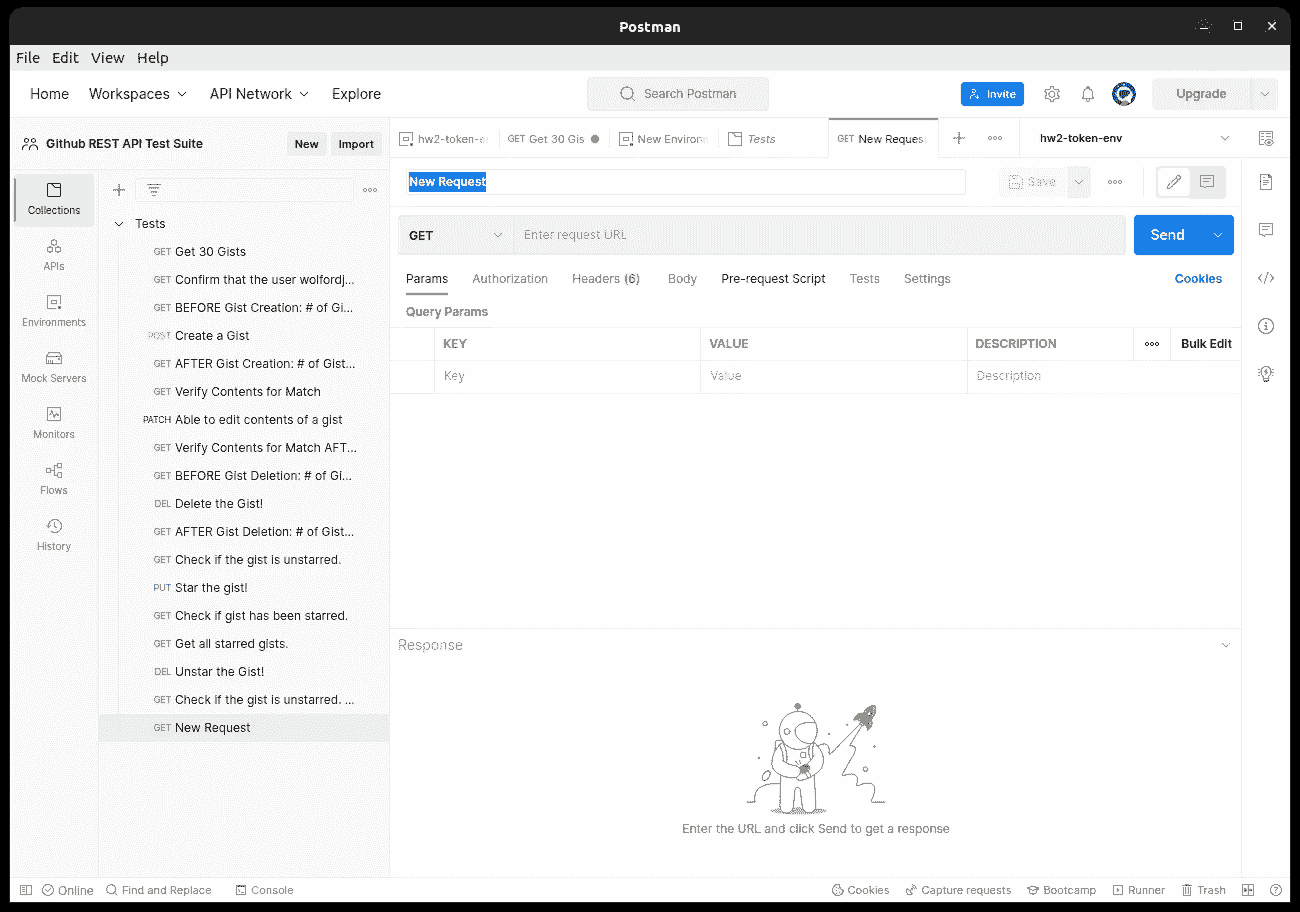 Postman
File Edit View Help
Home Workspaces API Network Explore Search Postman Invite Upgrade
Github REST API Test Suite New Import
hw2-token-e GET Get 30 Gis New Environ Tests GET New Request hw2-token-env
New Request Save
Collections
APIs
Environments
Mock Servers
Monitors
Flows
History
Tests
GET Get 30 Gists
GET Confirm that the user wolfordj...
GET BEFORE Gist Creation: # of Gi...
POST Create a Gist
GET AFTER Gist Creation: # of Gist...
GET Verify Contents for Match
PATCH Able to edit contents of a gist
GET Verify Contents for Match AFT...
GET BEFORE Gist Deletion: # of Gi...
DEL Delete the Gist!
GET AFTER Gist Deletion: # of Gist...
GET Check if the gist is unstarred.
PUT Star the gist!
GET Check if gist has been starred.
GET Get all starred gists.
DEL Unstar the Gist!
GET Check if the gist is unstarred. ...
GET New Request
GET Enter request URL Send
Params Authorization Headers (6) Body Pre-request Script Tests Settings Cookies
Query Params
KEY VALUE DESCRIPTION Bulk Edit
Key Value Description
Response
Enter the URL and click Send to get a response
Online Find and Replace Console Cookies Capture requests Bootcamp Runner Trash